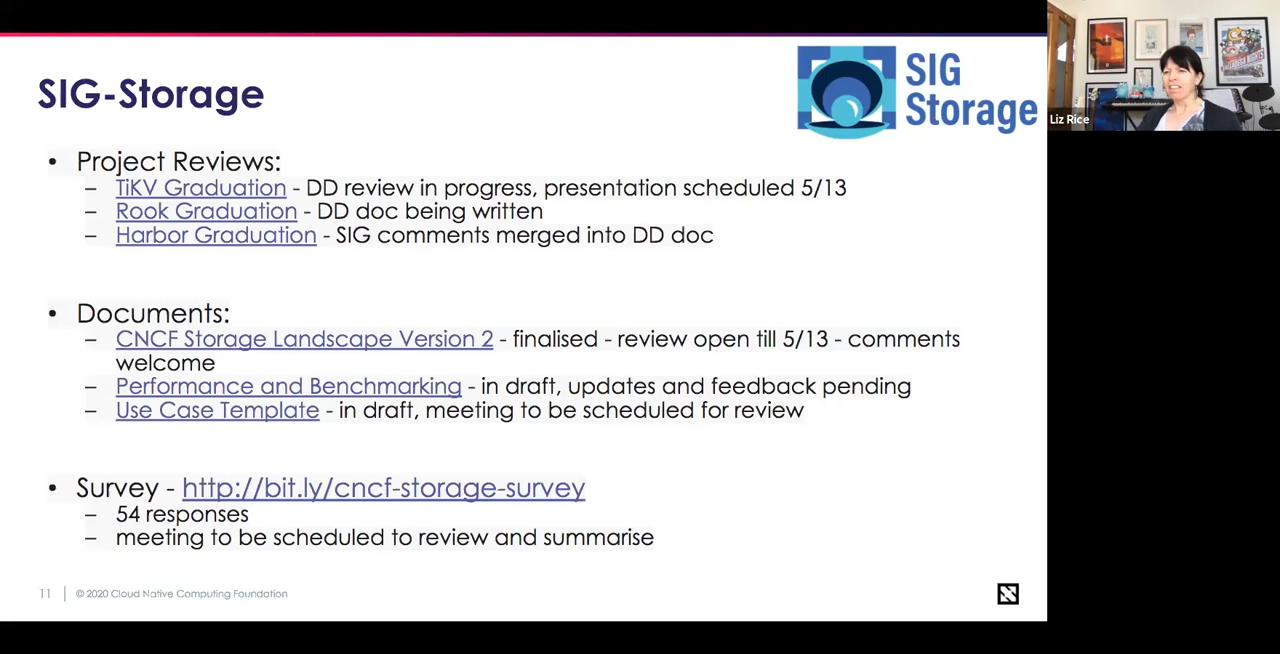 SIG-Storage
SIG
Storage
Liz Rice
• Project Reviews:
– TiKV Graduation - DD review in progress, presentation scheduled 5/13
– Rook Graduation - DD doc being written
– Harbor Graduation - SIG comments merged into DD doc
• Documents:
– CNCF Storage Landscape Version 2 - finalised - review open till 5/13 - comments
welcome
– Performance and Benchmarking - in draft, updates and feedback pending
– Use Case Template - in draft, meeting to be scheduled for review
• Survey - http://bit.ly/cncf-storage-survey
– 54 responses
– meeting to be scheduled to review and summarise
11 | © 2020 Cloud Native Computing Foundation